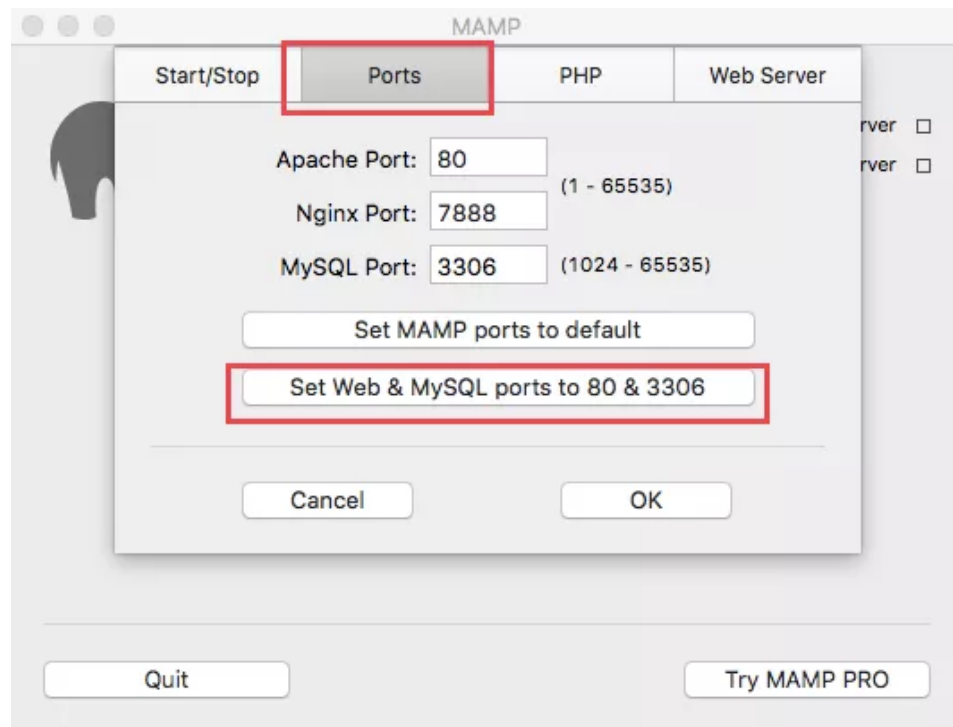 MAMP
Start/Stop Ports PHP Web Server
rver
Apache Port: 80
rver
(1 - 65535)
Nginx Port: 7888
MySQL Port: 3306 (1024 - 65535)
Set MAMP ports to default
Set Web & MySQL ports to 80 & 3306
Cancel OK
Quit Try MAMP PRO